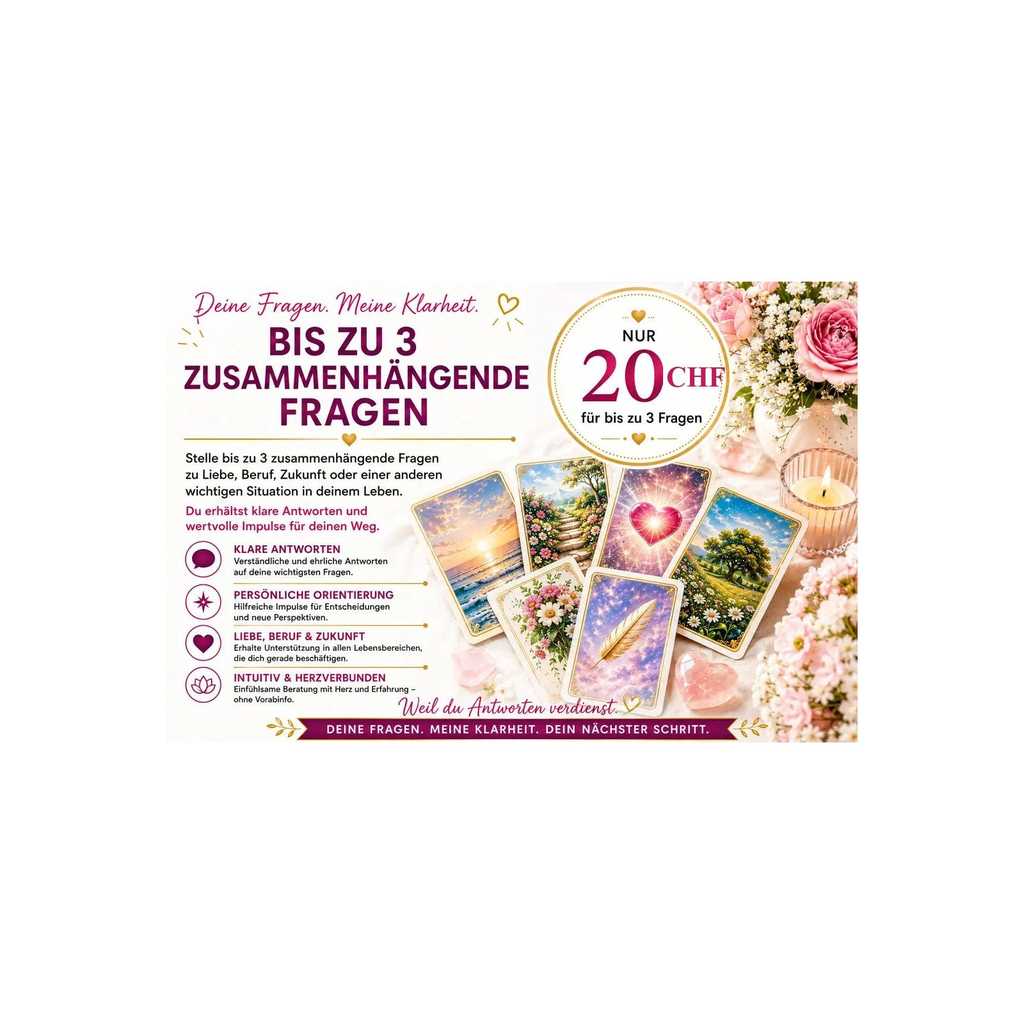 Deine Fragen. Meine Klarheit.
BIS ZU 3
ZUSAMMENHÄNGENDE
FRAGEN
Stelle bis zu 3 zusammenhängende Fragen
zu Liebe, Beruf, Zukunft oder einer anderen
wichtigen Situation in deinem Leben.
Du erhältst klare Antworten und
wertvolle Impulse für deinen Weg.
KLARE ANTWORTEN
Verständliche und ehrliche Antworten
auf deine wichtigsten Fragen.
PERSÖNLICHE ORIENTIERUNG
Hilfreiche Impulse für Entscheidungen
und neue Perspektiven.
LIEBE, BERUF & ZUKUNFT
Erhalte Unterstützung in allen Lebensbereichen,
die dich gerade beschäftigen.
INTUITIV & HERZVERBUNDEN
Einfühlsame Beratung mit Herz und Erfahrung –
ohne Vorabinfo.
NUR
20 CHF
für bis zu 3 Fragen
Weil du Antworten verdienst.
DEINE FRAGEN. MEINE KLARHEIT. DEIN NÄCHSTER SCHRITT.